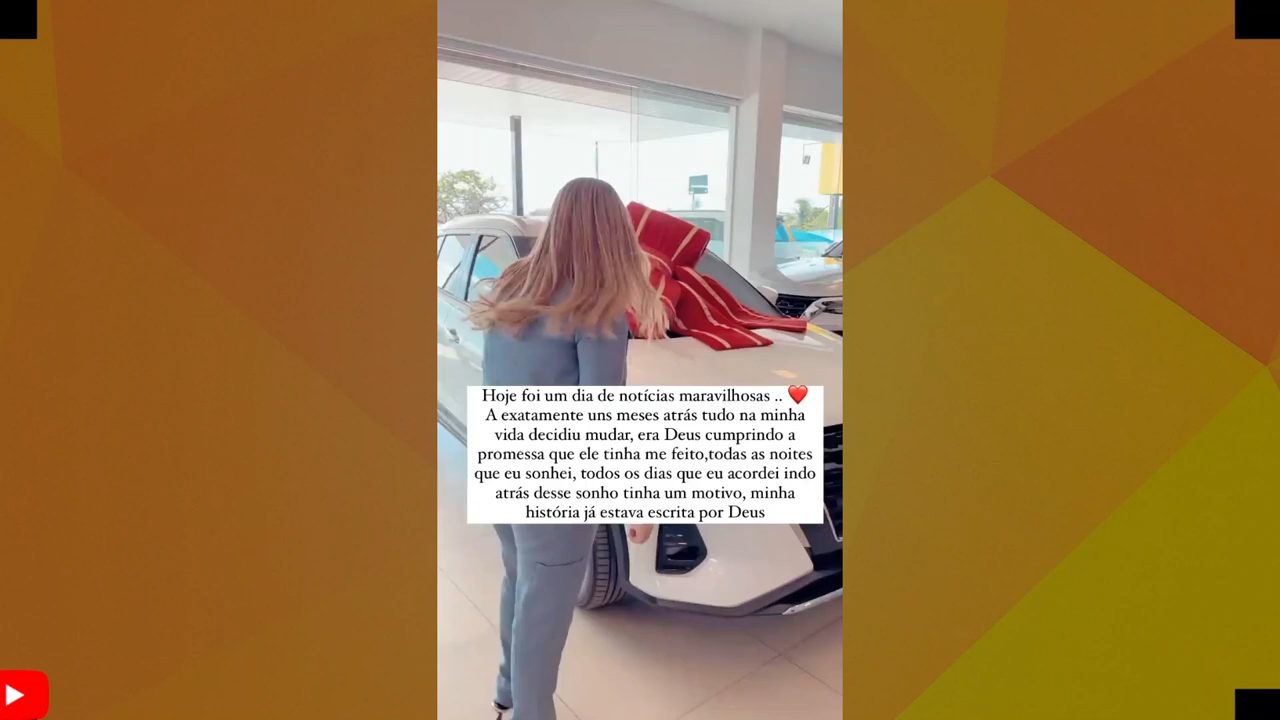 Hoje foi um dia de notícias maravilhosas .. ❤️
A exatamente uns meses atrás tudo na minha
vida decidiu mudar, era Deus cumprindo a
promessa que ele tinha me feito,todas as noites
que eu sonhei, todos os dias que eu acordei indo
atrás desse sonho tinha um motivo, minha
história já estava escrita por Deus